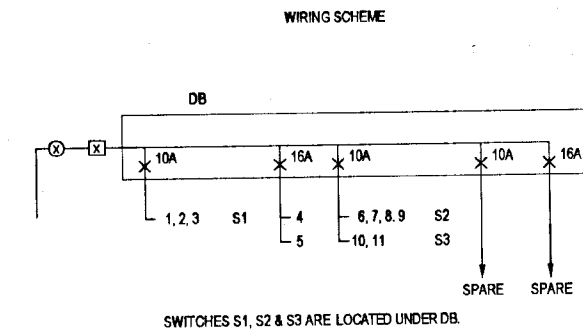 WIRING SCHEME
DB
X X 10A 16A 10A 10A 16A
1, 2, 3 S1 4 6, 7, 8. 9 S2
5 10, 11 S3
SPARE SPARE
SWITCHES S1, S2 & S3 ARE LOCATED UNDER DB.